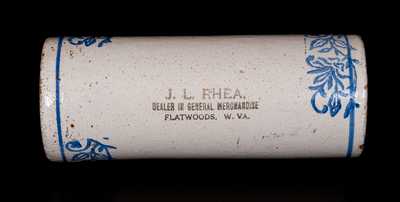 J. L. RHEA,
DEALER IN GENERAL MERCHANDISE
FLATWOODS, W. VA.